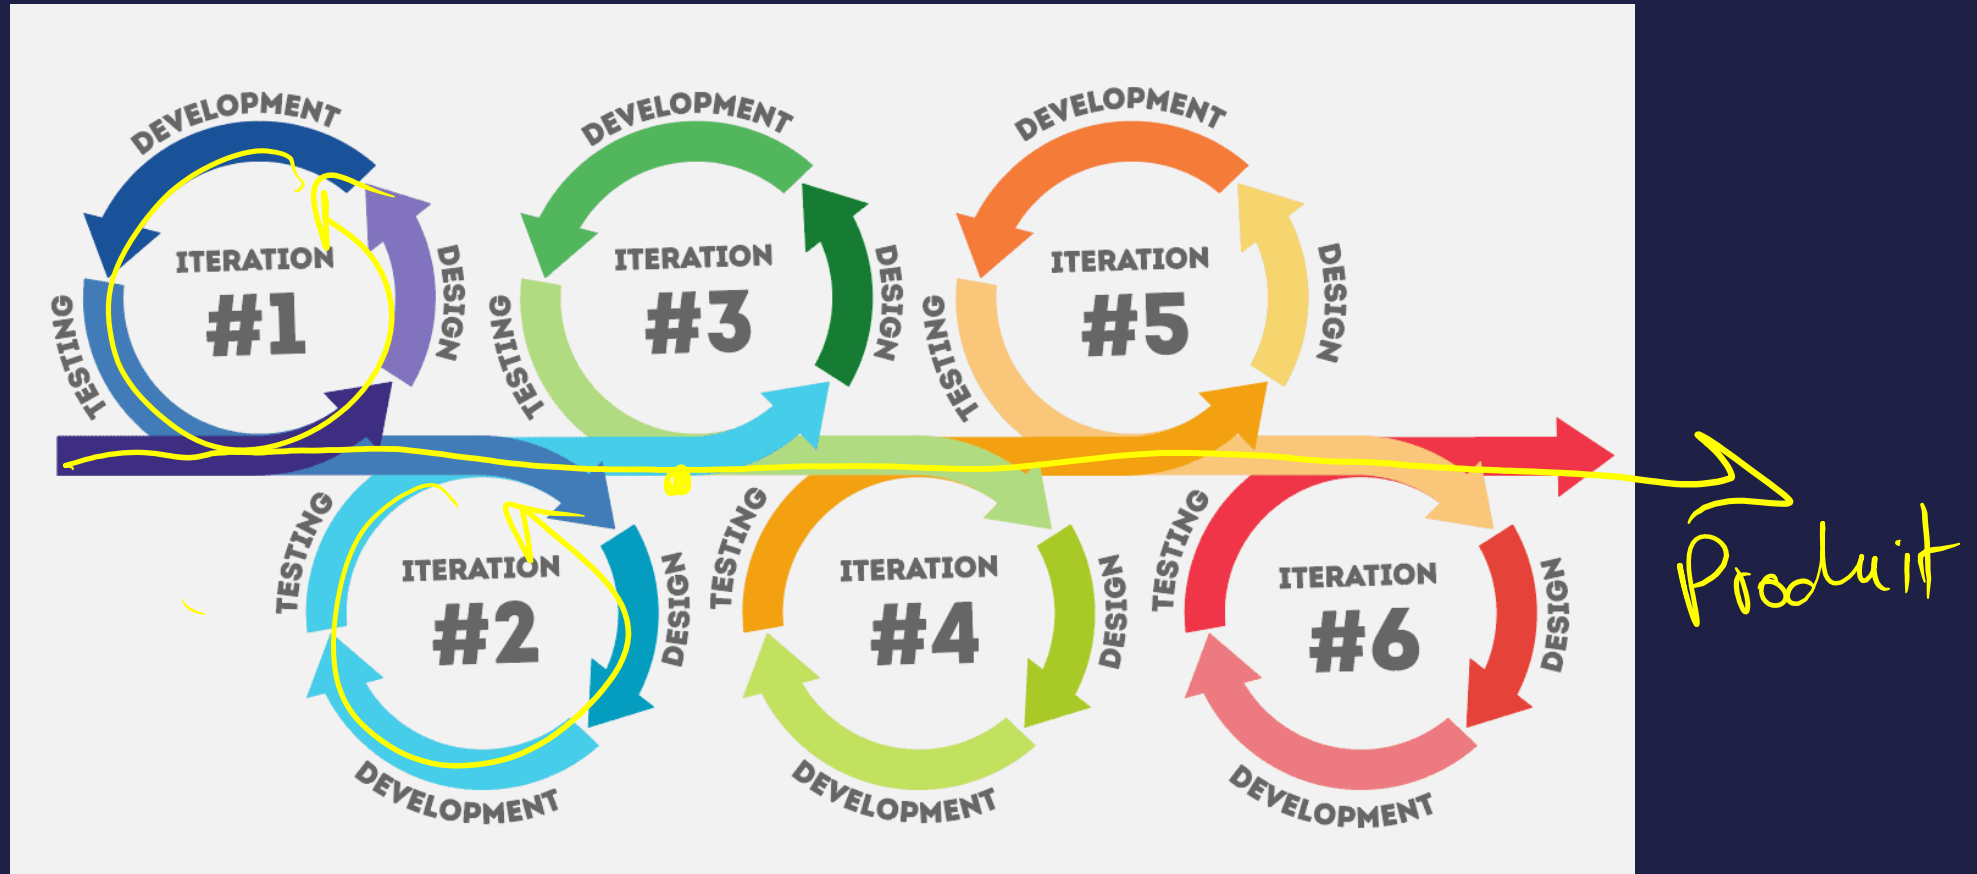 DEVELOPMENT
ITERATION
#1
DESIGN
TESTING
DEVELOPMENT
ITERATION
#3
DESIGN
TESTING
DEVELOPMENT
ITERATION
#5
DESIGN
TESTING
TESTING
ITERATION
#2
DESIGN
DEVELOPMENT
TESTING
ITERATION
#4
DESIGN
DEVELOPMENT
TESTING
ITERATION
#6
DESIGN
DEVELOPMENT
Produit